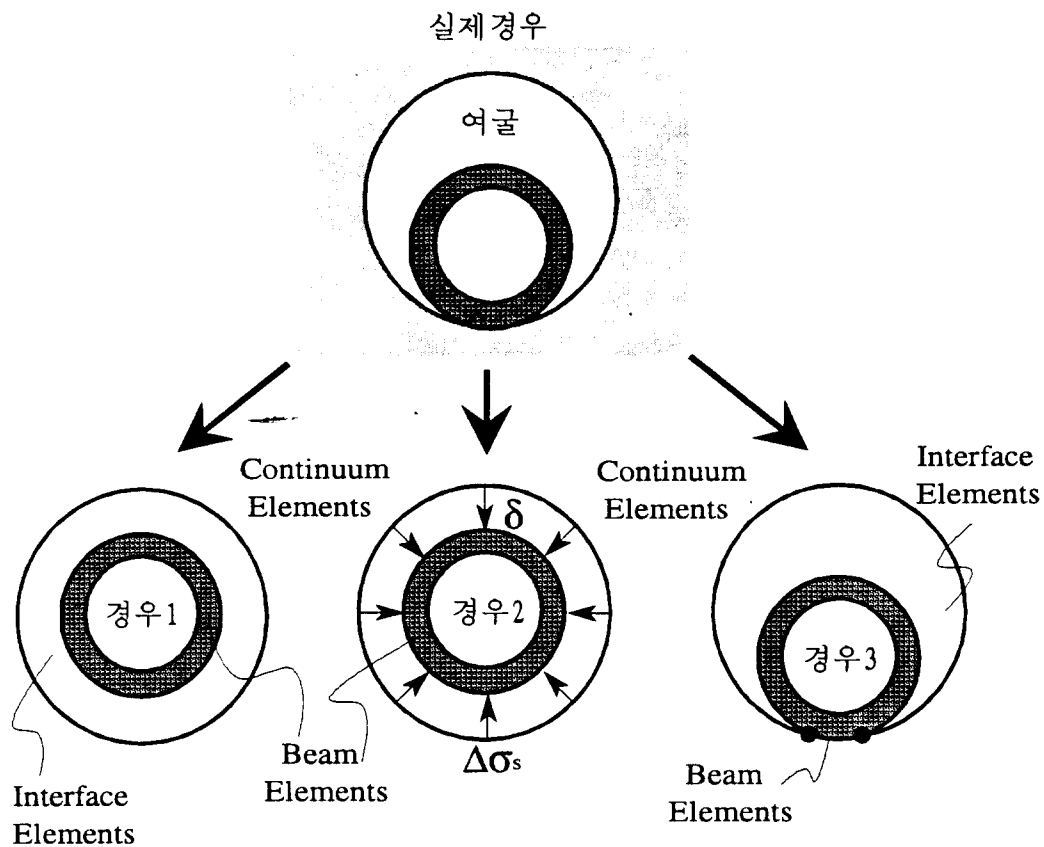 실제경우
여굴
Continuum
Elements
Continuum
Elements
Interface
Elements
δ
경우1
경우2
경우3
Δσs
Beam
Elements
Beam
Elements
Interface
Elements